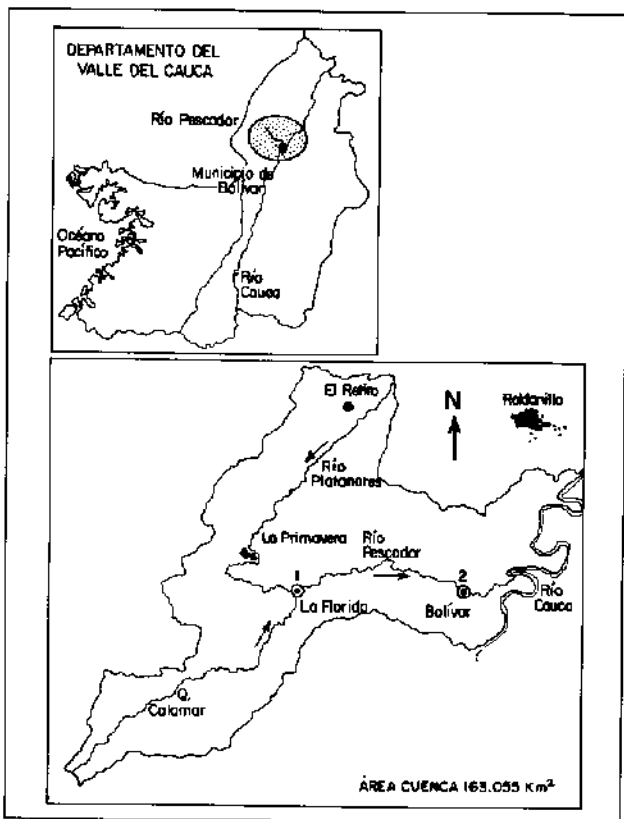 DEPARTAMENTO DEL
VALLE DEL CAUCA
Río Pescador
Municipio de
Bolívar
Océano
Pacífico
Río
Cauca
El Retiro
N
Roldanillo
Río
Platanares
La Primavera
Río
Pescador
1
2
La Florida
Bolívar
Río
Cauca
Q.
Calamar
ÁREA CUENCA 163.055 Km²